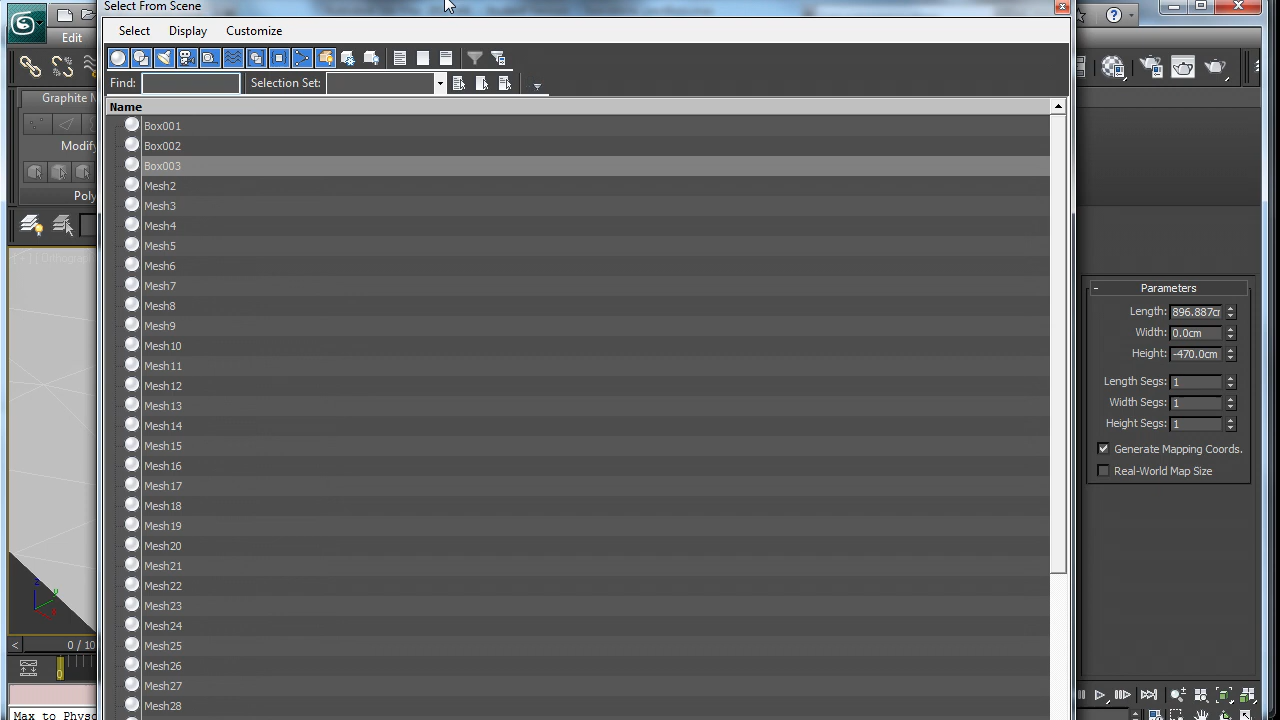 Select From Scene
Edit
Select Display Customize
Find: Selection Set:
Name
Box001
Box002
Box003
Mesh2
Mesh3
Mesh4
Mesh5
Mesh6
Mesh7
Mesh8
Mesh9
Mesh10
Mesh11
Mesh12
Mesh13
Mesh14
Mesh15
Mesh16
Mesh17
Mesh18
Mesh19
Mesh20
Mesh21
Mesh22
Mesh23
Mesh24
Mesh25
Mesh26
Mesh27
Mesh28
Graphite M
Modify
Poly
[ + ] [ Orthograph
z
y
x
< 0 / 10
0
Max to Physc
- Parameters
Length: 896.887cr
Width: 0.0cm
Height: -470.0cm
Length Segs: 1
Width Segs: 1
Height Segs: 1
Generate Mapping Coords.
Real-World Map Size